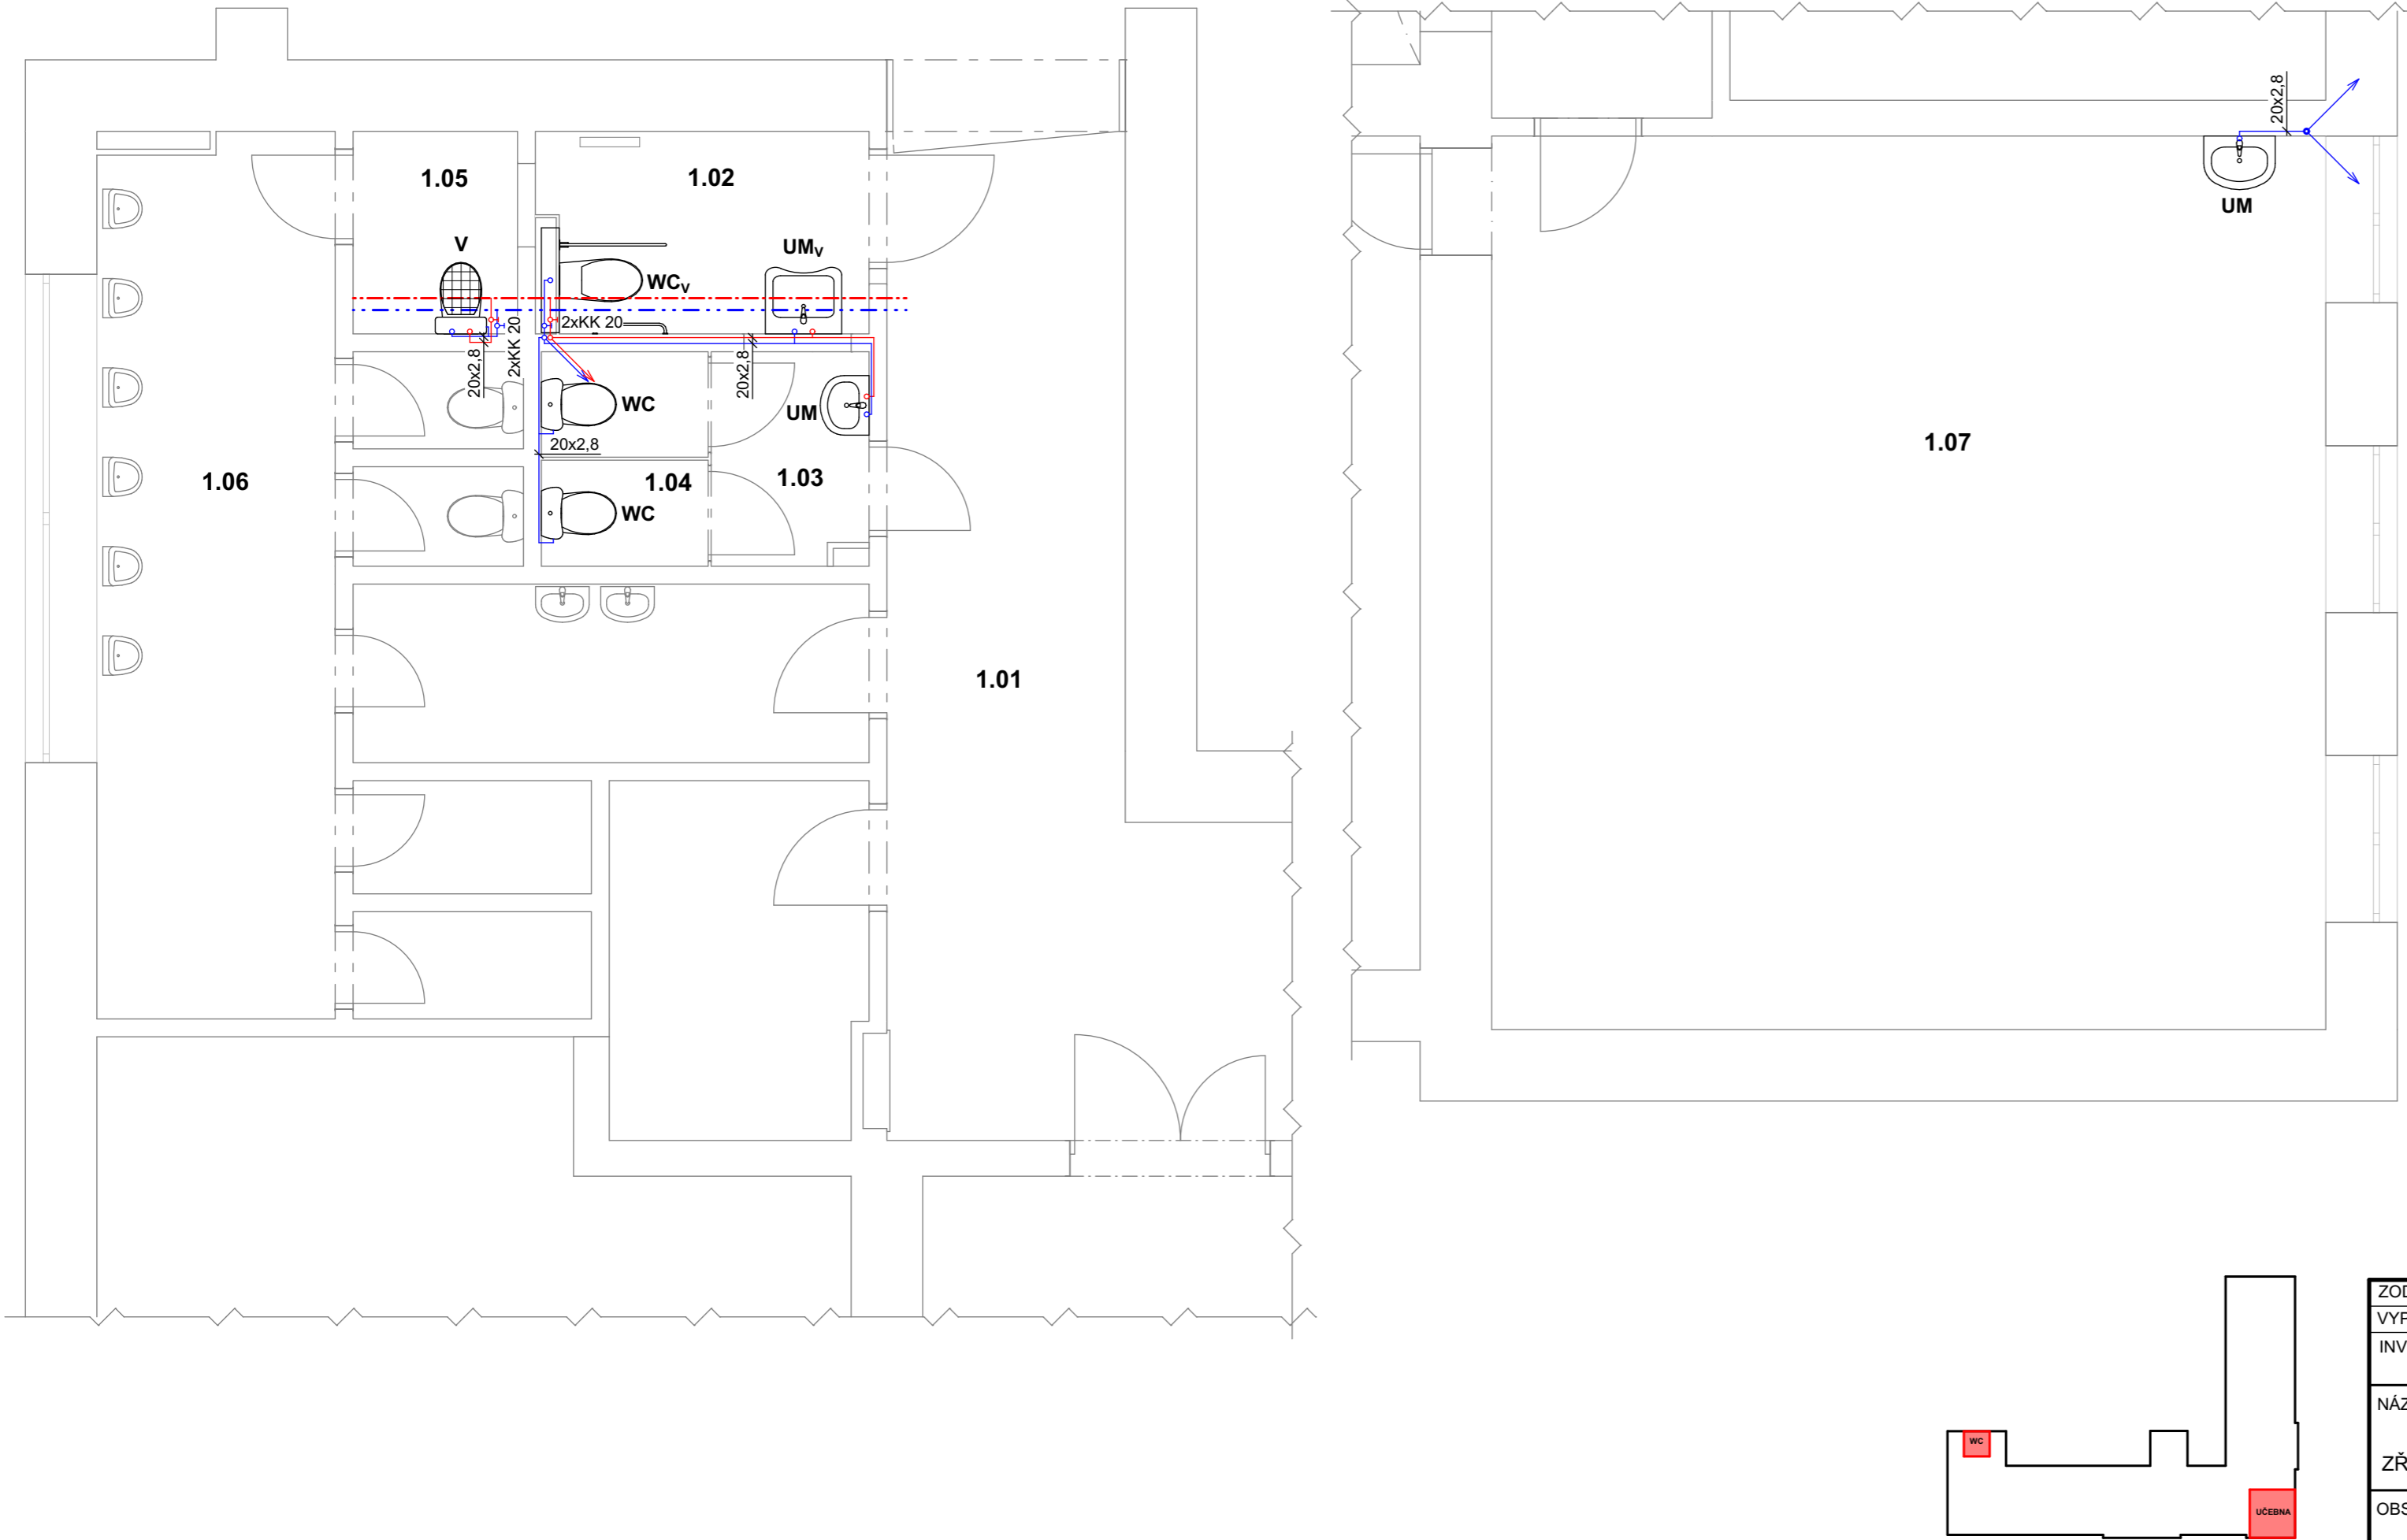 20x2,8
UM
1.05
1.02
V
UMV
WCV
2xKK 20
2xKK 20
20x2,8
20x2,8
WC
UM
20x2,8
1.07
1.06
1.04
1.03
WC
1.01
WC
UČEBNA
ZOD
VYP
INV
NÁZ
ZŘ
OBS